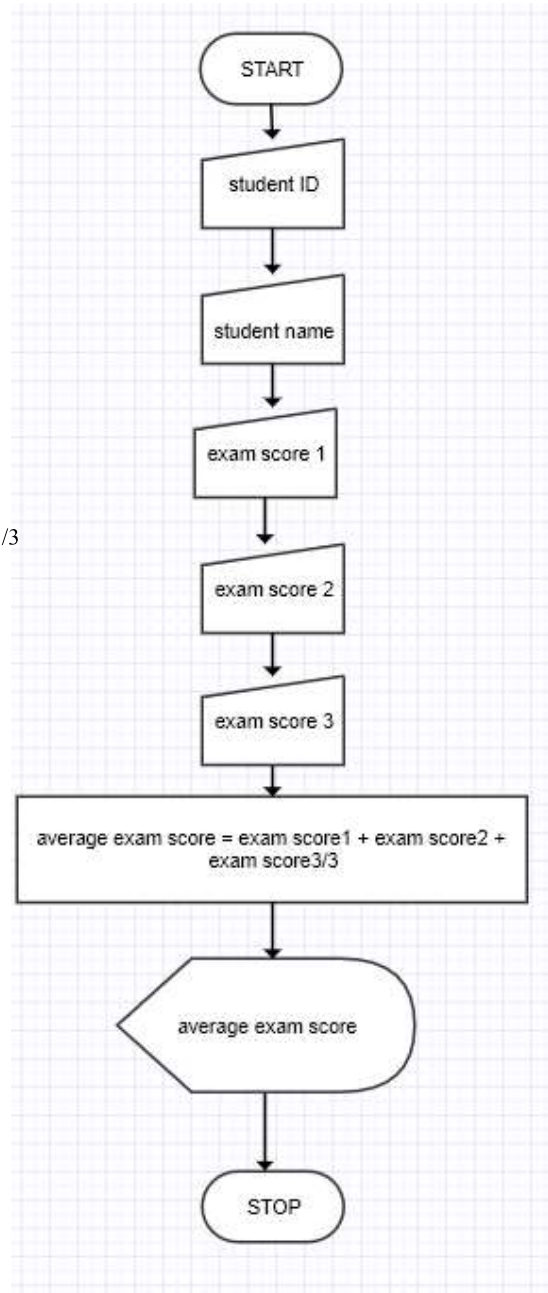 START
student ID
student name
exam score 1
/3
exam score 2
exam score 3
average exam score = exam score1 + exam score2 +
exam score3/3
average exam score
STOP